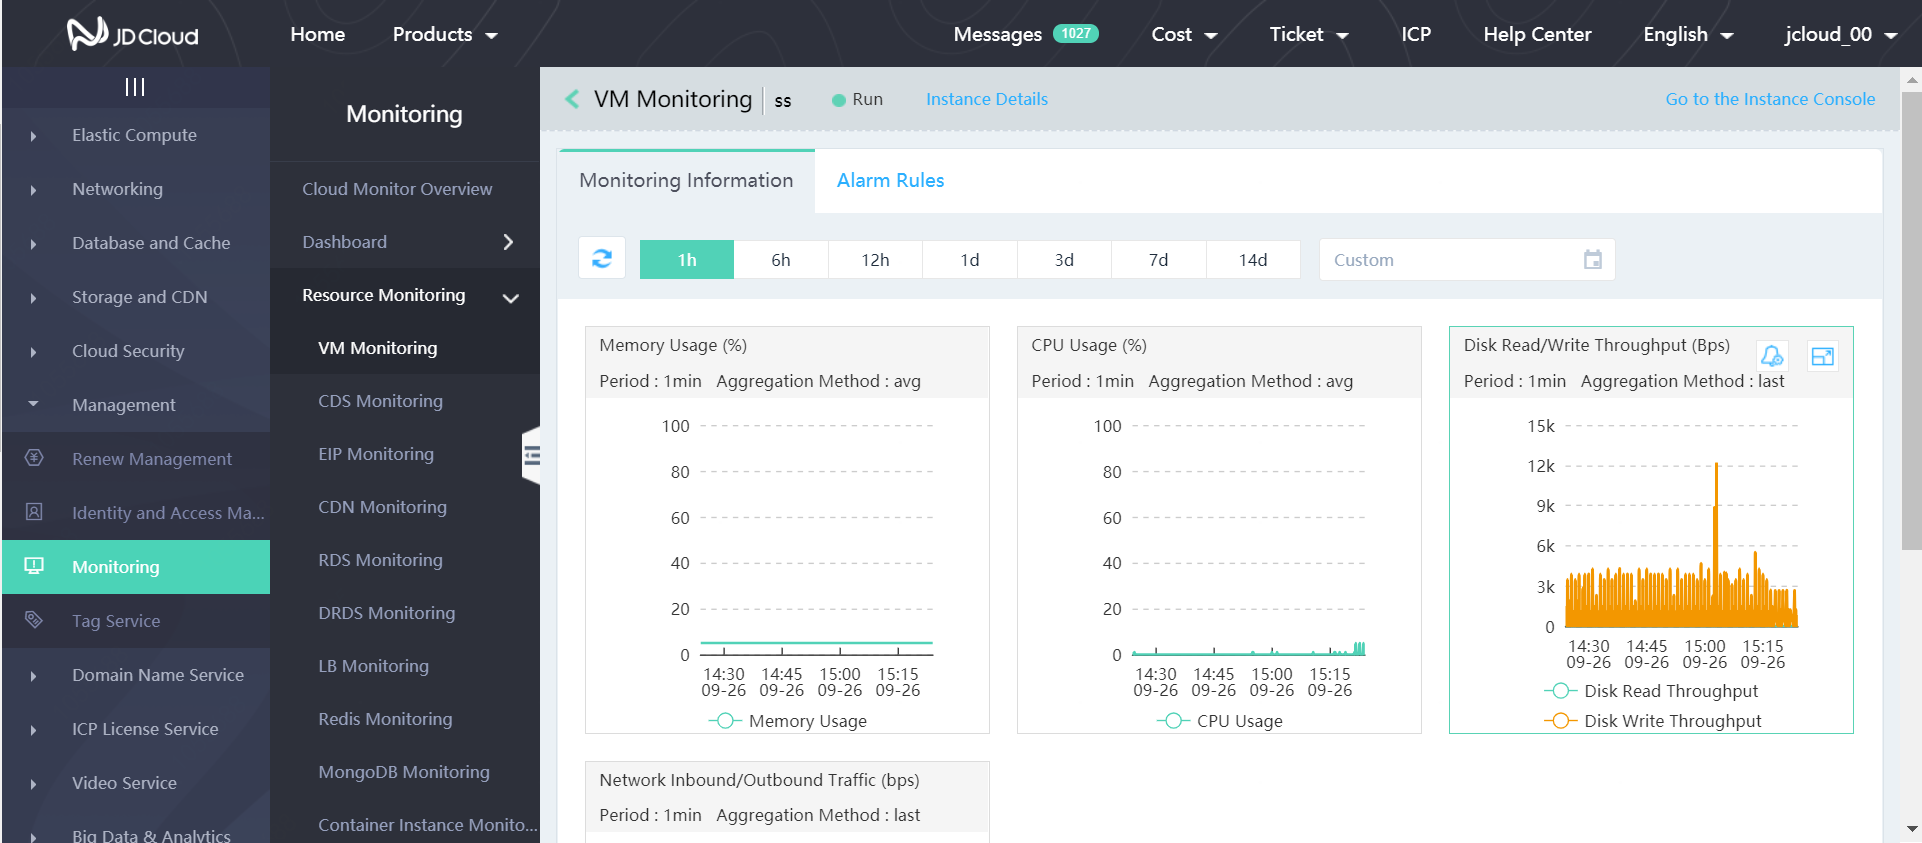 JD Cloud
Home
Products
Messages 1027
Cost
Ticket
ICP
Help Center
English
jcloud_00
Elastic Compute
Networking
Database and Cache
Storage and CDN
Cloud Security
Management
Renew Management
Identity and Access Ma...
Monitoring
Tag Service
Domain Name Service
ICP License Service
Video Service
Big Data & Analytics
Monitoring
Cloud Monitor Overview
Dashboard
Resource Monitoring
VM Monitoring
CDS Monitoring
EIP Monitoring
CDN Monitoring
RDS Monitoring
DRDS Monitoring
LB Monitoring
Redis Monitoring
MongoDB Monitoring
Container Instance Monito...
VM Monitoring ss
Run
Instance Details
Go to the Instance Console
Monitoring Information
Alarm Rules
1h 6h 12h 1d 3d 7d 14d
Custom
Memory Usage (%)
Period : 1min Aggregation Method : avg
100
80
60
40
20
0
14:30 14:45 15:00 15:15
09-26 09-26 09-26 09-26
Memory Usage
CPU Usage (%)
Period : 1min Aggregation Method : avg
100
80
60
40
20
0
14:30 14:45 15:00 15:15
09-26 09-26 09-26 09-26
CPU Usage
Disk Read/Write Throughput (Bps)
Period : 1min Aggregation Method : last
15k
12k
9k
6k
3k
0
14:30 14:45 15:00 15:15
09-26 09-26 09-26 09-26
Disk Read Throughput
Disk Write Throughput
Network Inbound/Outbound Traffic (bps)
Period : 1min Aggregation Method : last